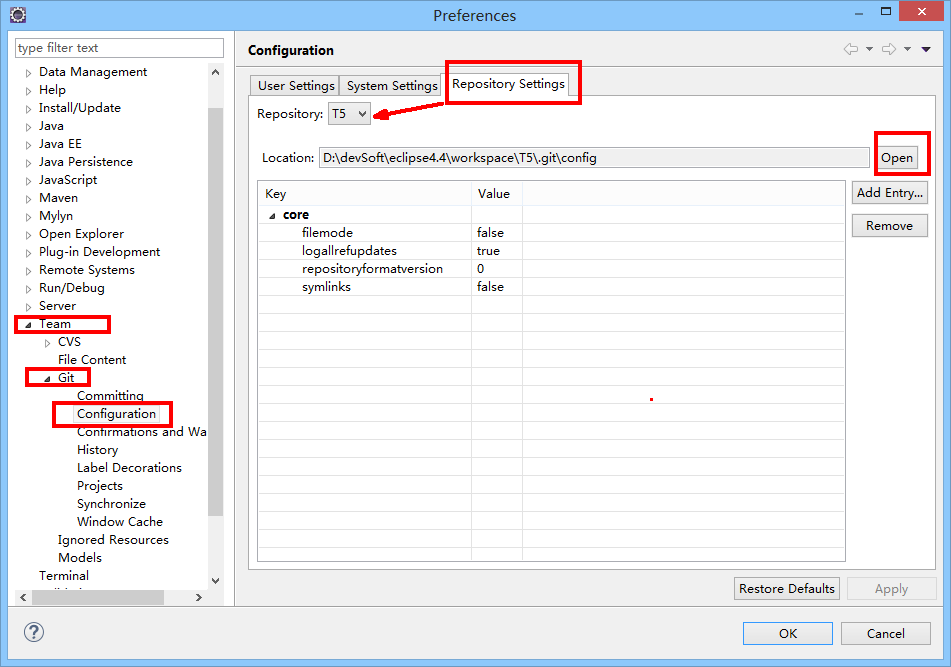 Preferences
type filter text
Data Management
Help
Install/Update
Java
Java EE
Java Persistence
JavaScript
Maven
Mylyn
Open Explorer
Plug-in Development
Remote Systems
Run/Debug
Server
Team
CVS
File Content
Git
Committing
Configuration
Confirmations and Wa
History
Label Decorations
Projects
Synchronize
Window Cache
Ignored Resources
Models
Terminal
Configuration
User Settings System Settings Repository Settings
Repository: T5
Location: D:\devSoft\eclipse4.4\workspace\T5\.git\config Open
Key Value
core
filemode false
logallrefupdates true
repositoryformatversion 0
symlinks false
Add Entry...
Remove
Restore Defaults Apply
OK Cancel